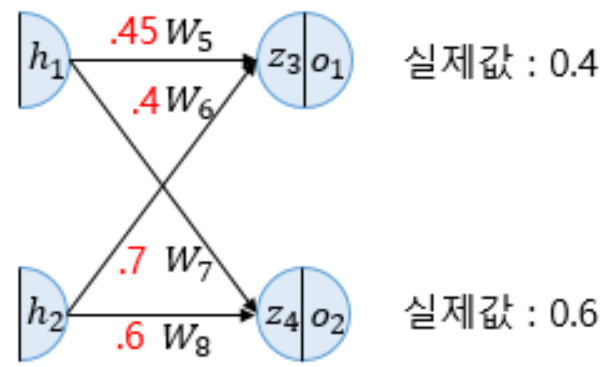 .45 W₅
h₁ z₃ o₁ 실제값 : 0.4
.4 W₆
.7 W₇
h₂ z₄ o₂ 실제값 : 0.6
.6 W₈